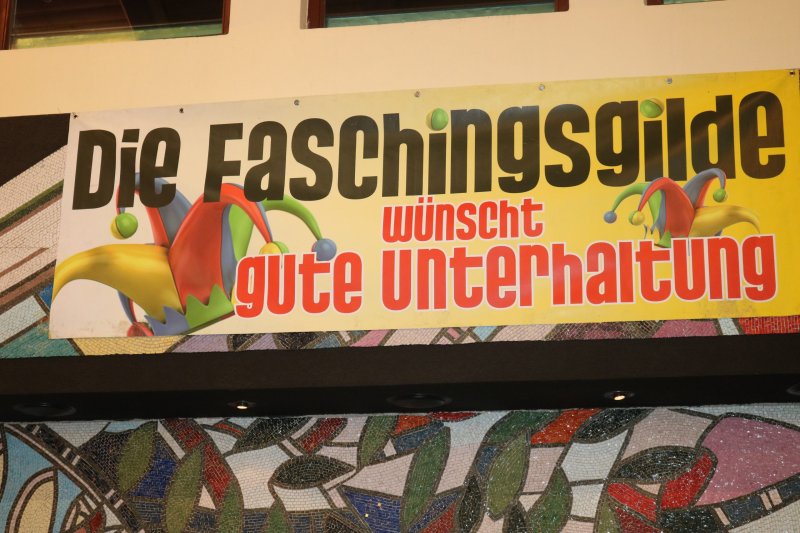 Die Faschingsgilde
wünscht
gute Unterhaltung